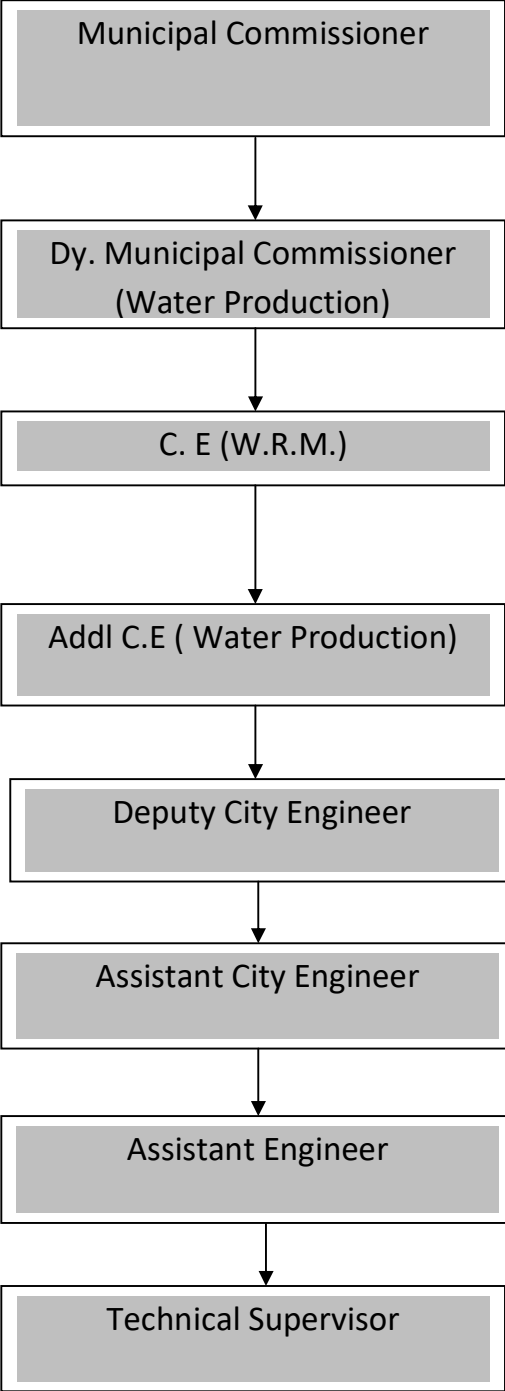 Municipal Commissioner
Dy. Municipal Commissioner
(Water Production)
C. E (W.R.M.)
Addl C.E ( Water Production)
Deputy City Engineer
Assistant City Engineer
Assistant Engineer
Technical Supervisor